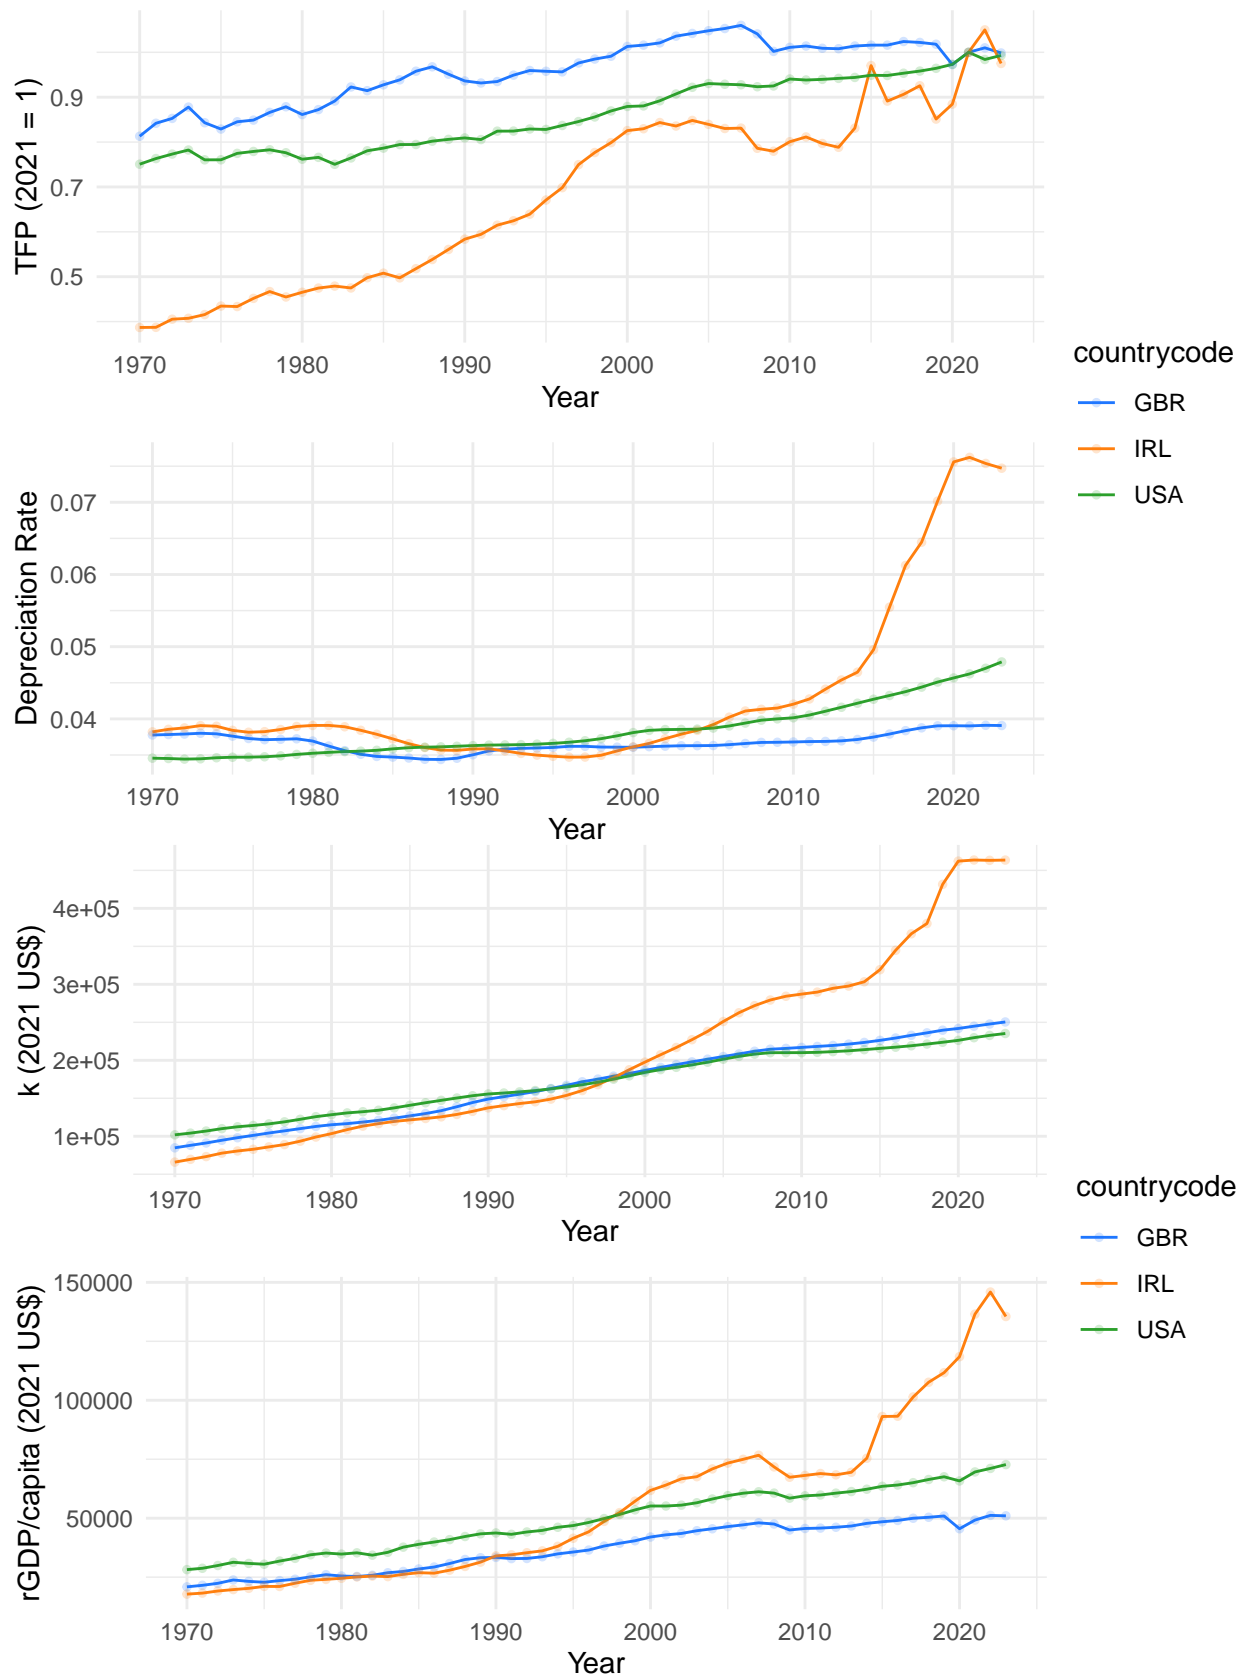 TFP (2021 = 1)
0.9
0.7
0.5
1970 1980 1990 2000 2010 2020
Year
Depreciation Rate
0.07
0.06
0.05
0.04
1970 1980 1990 2000 2010 2020
Year
countrycode
GBR
IRL
USA
k (2021 US$)
4e+05
3e+05
2e+05
1e+05
1970 1980 1990 2000 2010 2020
Year
rGDP/capita (2021 US$)
150000
100000
50000
1970 1980 1990 2000 2010 2020
Year
countrycode
GBR
IRL
USA